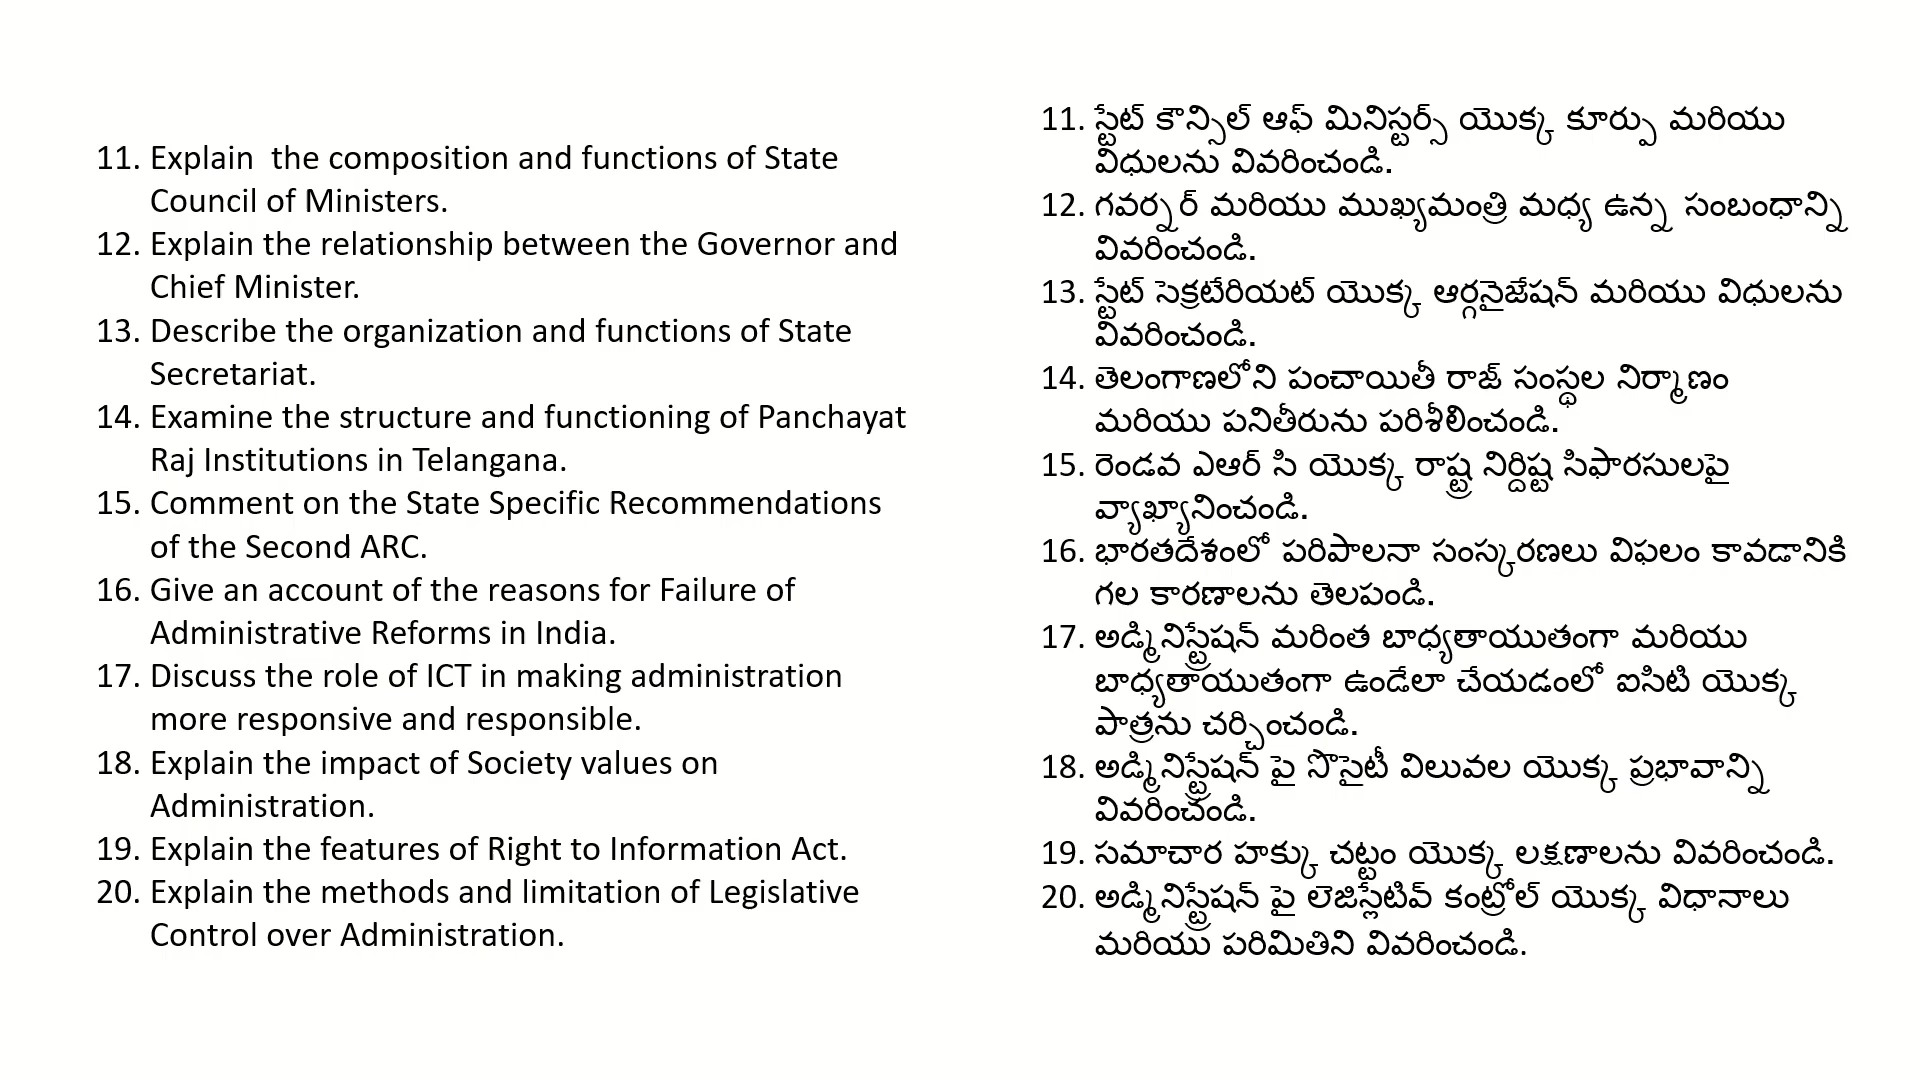 11. Explain  the composition and functions of State
Council of Ministers.
12. Explain the relationship between the Governor and
Chief Minister.
13. Describe the organization and functions of State
Secretariat.
14. Examine the structure and functioning of Panchayat
Raj Institutions in Telangana.
15. Comment on the State Specific Recommendations
of the Second ARC.
16. Give an account of the reasons for Failure of
Administrative Reforms in India.
17. Discuss the role of ICT in making administration
more responsive and responsible.
18. Explain the impact of Society values on
Administration.
19. Explain the features of Right to Information Act.
20. Explain the methods and limitation of Legislative
Control over Administration.
11. స్టేట్ కౌన్సిల్ ఆఫ్ మినిస్టర్స్ యొక్క కూర్పు మరియు
విధులను వివరించండి.
12. గవర్నర్ మరియు ముఖ్యమంత్రి మధ్య ఉన్న సంబంధాన్ని
వివరించండి.
13. స్టేట్ సెక్రటేరియట్ యొక్క ఆర్గనైజేషన్ మరియు విధులను
వివరించండి.
14. తెలంగాణలోని పంచాయితీ రాజ్ సంస్థల నిర్మాణం
మరియు పనితీరును పరిశీలించండి.
15. రెండవ ఎఆర్ సి యొక్క రాష్ట్ర నిర్దిష్ట సిఫారసులపై
వ్యాఖ్యానించండి.
16. భారతదేశంలో పరిపాలనా సంస్కరణలు విఫలం కావడానికి
గల కారణాలను తెలపండి.
17. అడ్మినిస్ట్రేషన్ మరింత బాధ్యతాయుతంగా మరియు
బాధ్యతాయుతంగా ఉండేలా చేయడంలో ఐసిటి యొక్క
పాత్రను చర్చించండి.
18. అడ్మినిస్ట్రేషన్ పై సొసైటీ విలువల యొక్క ప్రభావాన్ని
వివరించండి.
19. సమాచార హక్కు చట్టం యొక్క లక్షణాలను వివరించండి.
20. అడ్మినిస్ట్రేషన్ పై లెజిస్లేటివ్ కంట్రోల్ యొక్క విధానాలు
మరియు పరిమితిని వివరించండి.